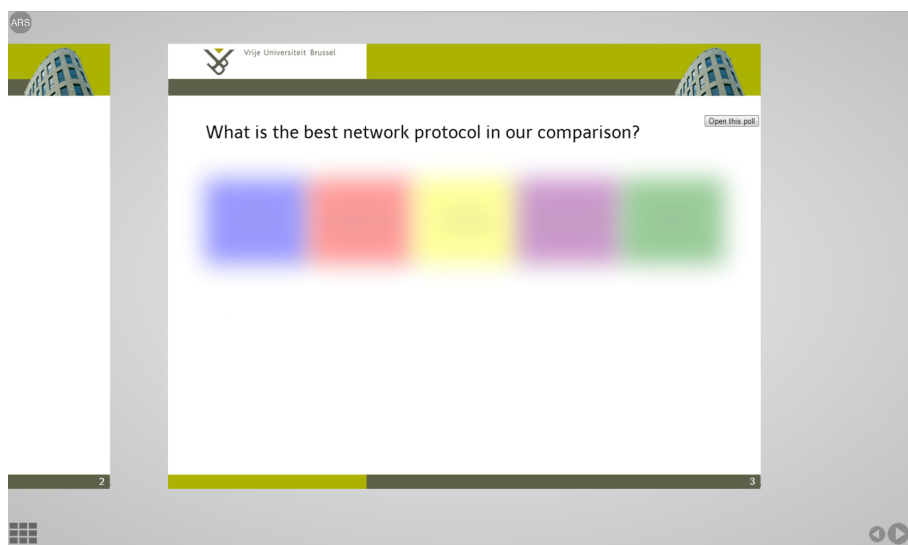 ARS
Vrije Universiteit Brussel
Open this poll
What is the best network protocol in our comparison?
2
3